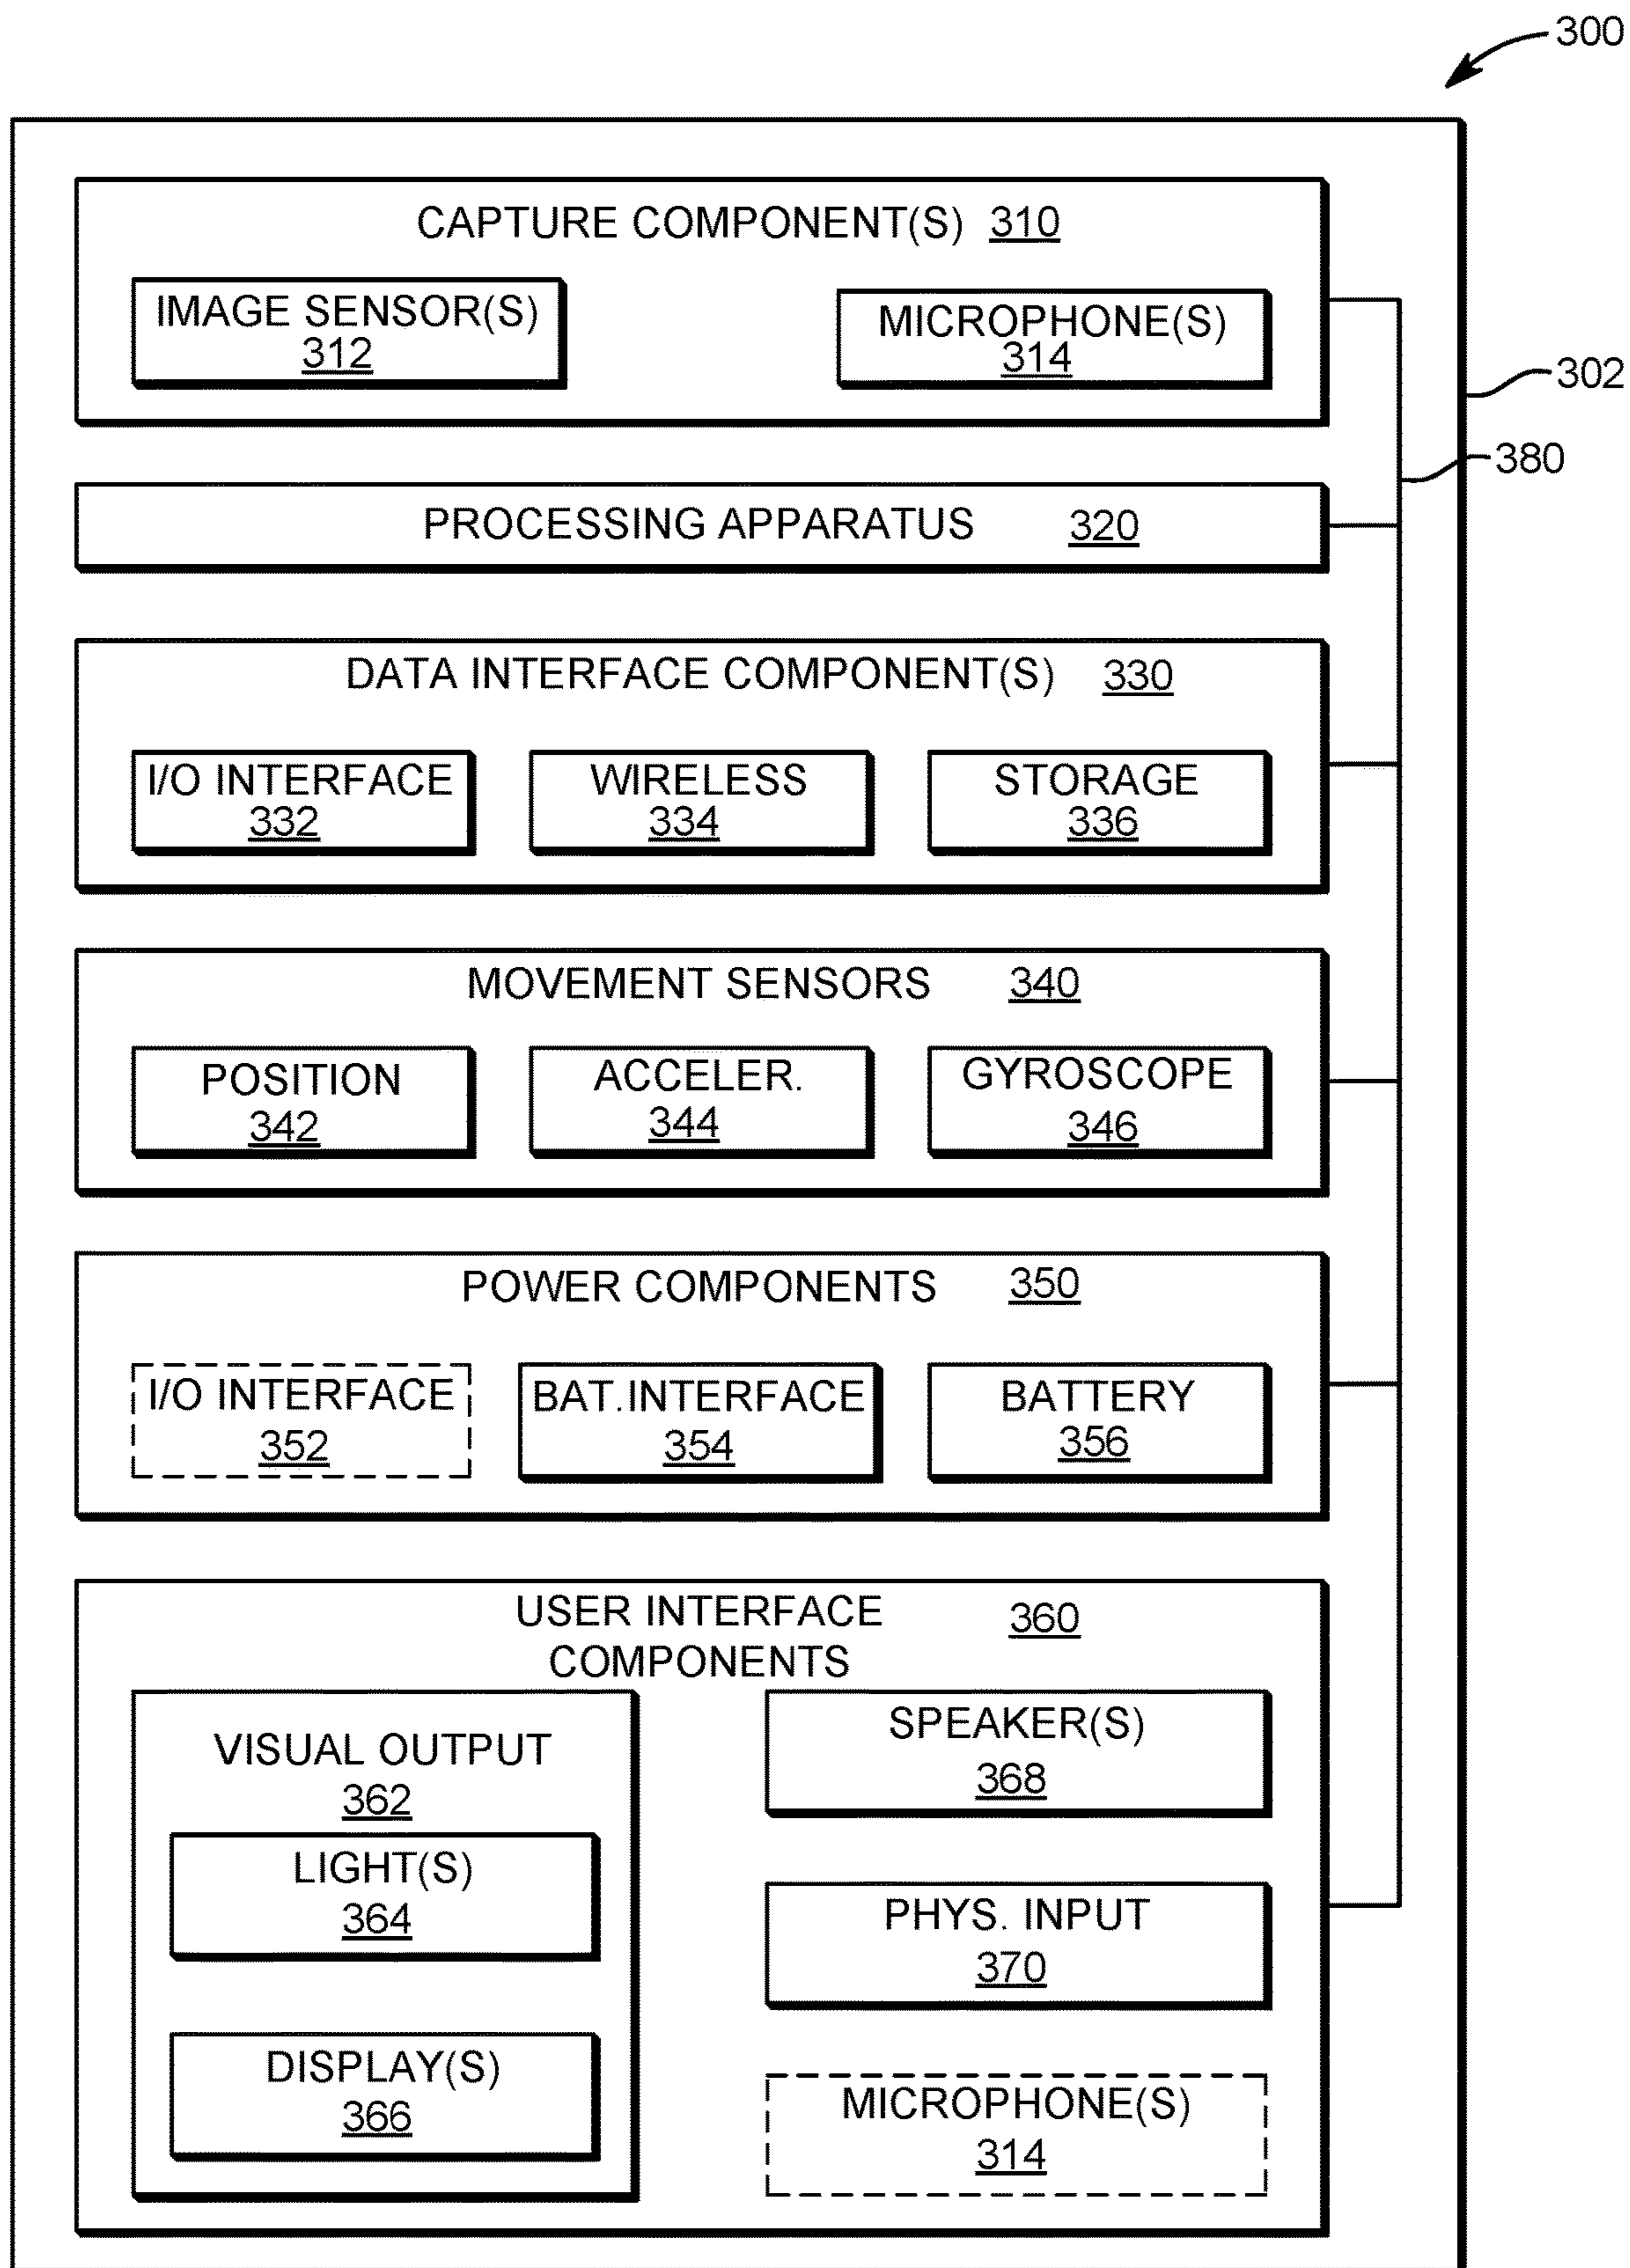 300
CAPTURE COMPONENT(S) 310
IMAGE SENSOR(S)
312
MICROPHONE(S)
314
302
380
PROCESSING APPARATUS 320
DATA INTERFACE COMPONENT(S) 330
I/O INTERFACE
332
WIRELESS
334
STORAGE
336
MOVEMENT SENSORS 340
POSITION
342
ACCELER.
344
GYROSCOPE
346
POWER COMPONENTS 350
I/O INTERFACE
352
BAT. INTERFACE
354
BATTERY
356
USER INTERFACE 360
COMPONENTS
VISUAL OUTPUT
362
LIGHT(S)
364
DISPLAY(S)
366
SPEAKER(S)
368
PHYS. INPUT
370
MICROPHONE(S)
314